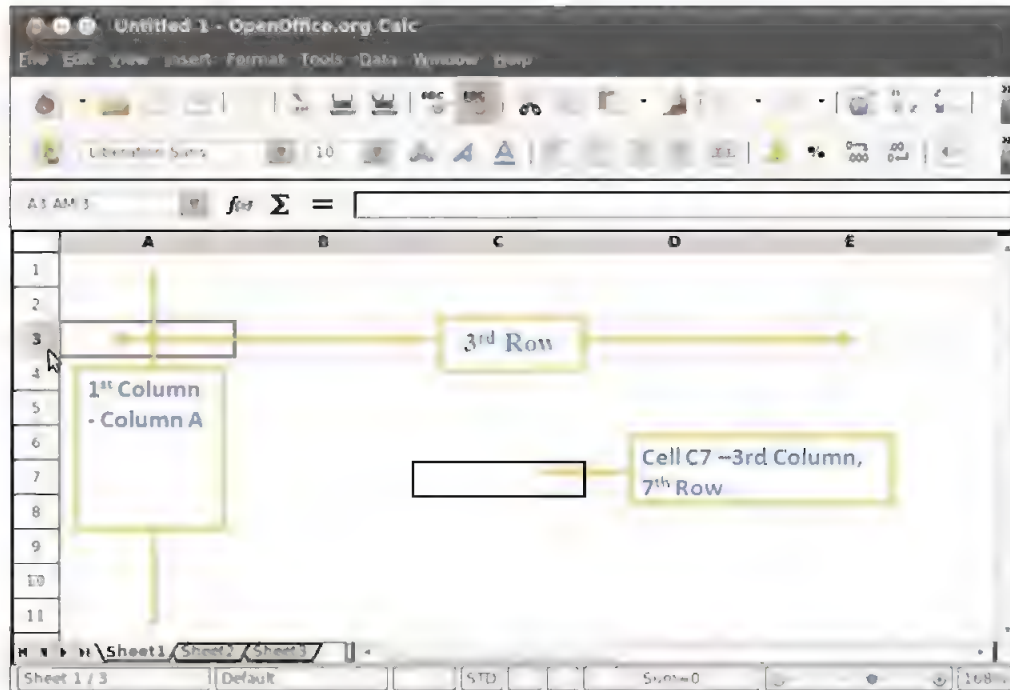 Untitled 1 - OpenOffice.org Calc
File Edit View Insert Format Tools Data Window Help
Liberation Sans 10
A3:AMJ3 f(x) Σ =
A B C D E
1
2
3 3rd Row
4
1st Column
5 - Column A
6
Cell C7 –3rd Column,
7
7th Row
8
9
10
11
Sheet1 Sheet2 Sheet3
Sheet 1 / 3 Default STD Sum=0